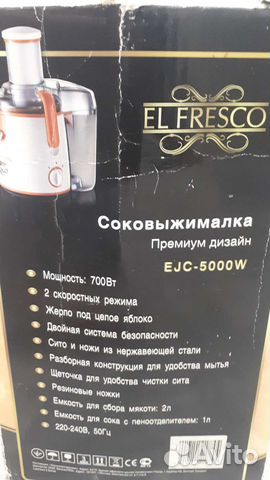 EL FRESCO
Соковыжималка
Премиум дизайн
EJC-5000W
Мощность: 700Вт
2 скоростных режима
Жерло под целое яблоко
Двойная система безопасности
Сито и ножи из нержавеющей стали
Разборная конструкция для удобства мытья
Щеточка для удобства чистки сита
Резиновые ножки
Емкость для сбора мякоти: 2л
Емкость для сока с пеноотделителем: 1л
220-240В, 50Гц
Avito